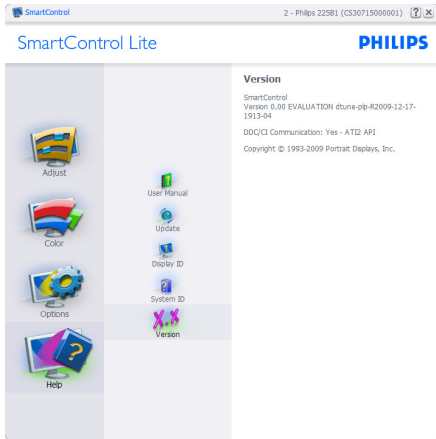 SmartControl
2 - Philips 225B1 (CS30715000001)
SmartControl Lite
PHILIPS
Adjust
Color
Options
Help
User Manual
Update
Display ID
System ID
X.X
Version
Version
SmartControl
Version 0.00 EVALUATION dtune-plp-R2009-12-17-
1913-04
DDC/CI Communication: Yes - ATI2 API
Copyright © 1993-2009 Portrait Displays, Inc.